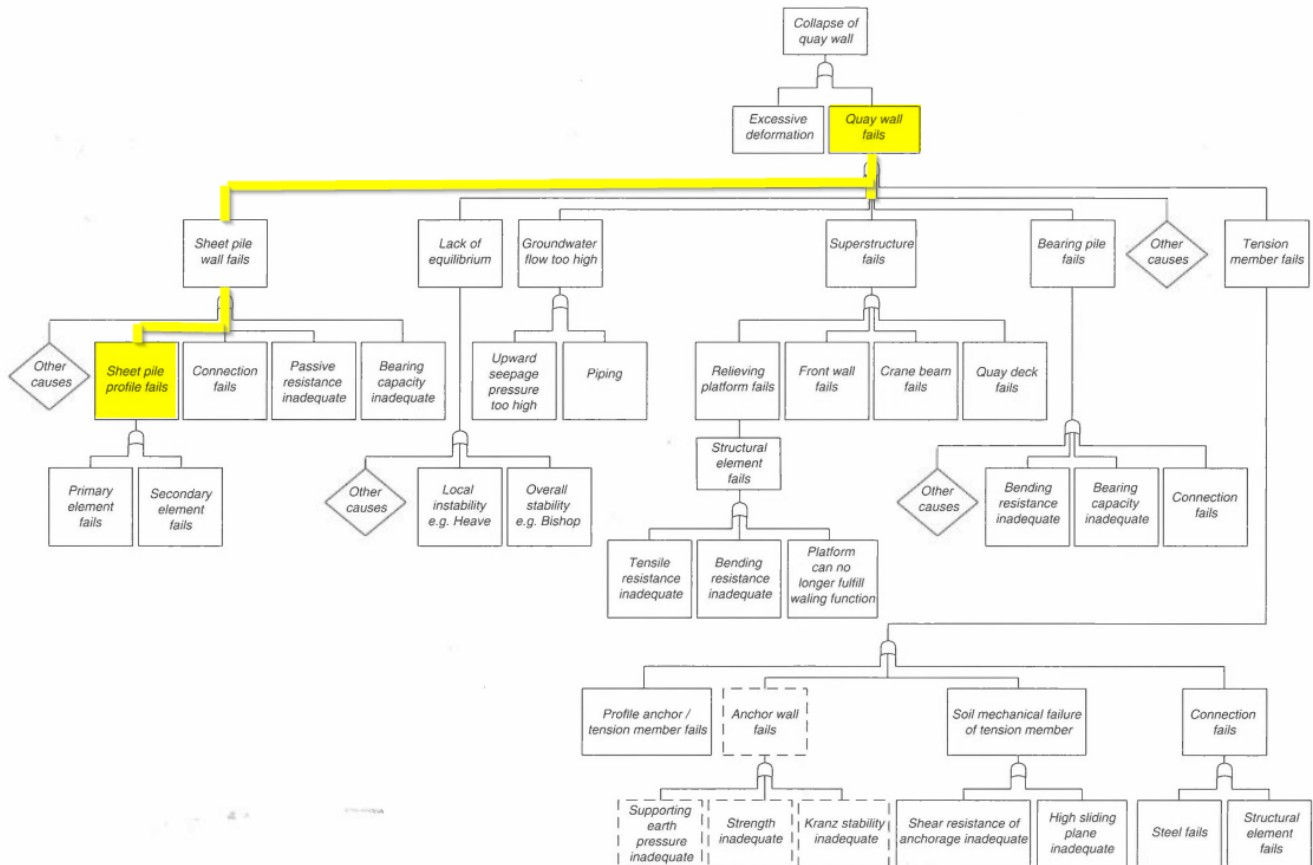 Collapse of
quay wall
Excessive
deformation
Quay wall
fails
Sheet pile
wall fails
Lack of
equilibrium
Groundwater
flow too high
Superstructure
fails
Bearing pile
fails
Other
causes
Tension
member fails
Other
causes
Sheet pile
profile fails
Connection
fails
Passive
resistance
inadequate
Bearing
capacity
inadequate
Upward
seepage
pressure
too high
Piping
Relieving
platform fails
Front wall
fails
Crane beam
fails
Quay deck
fails
Primary
element
fails
Secondary
element
fails
Other
causes
Local
instability
e.g. Heave
Overall
stability
e.g. Bishop
Structural
element
fails
Other
causes
Bending
resistance
inadequate
Bearing
capacity
inadequate
Connection
fails
Tensile
resistance
inadequate
Bending
resistance
inadequate
Platform
can no
longer fulfill
waling function
Profile anchor /
tension member fails
Anchor wall
fails
Soil mechanical failure
of tension member
Connection
fails
Supporting
earth
pressure
inadequate
Strength
inadequate
Kranz stability
inadequate
Shear resistance of
anchorage inadequate
High sliding
plane
inadequate
Steel fails
Structural
element
fails